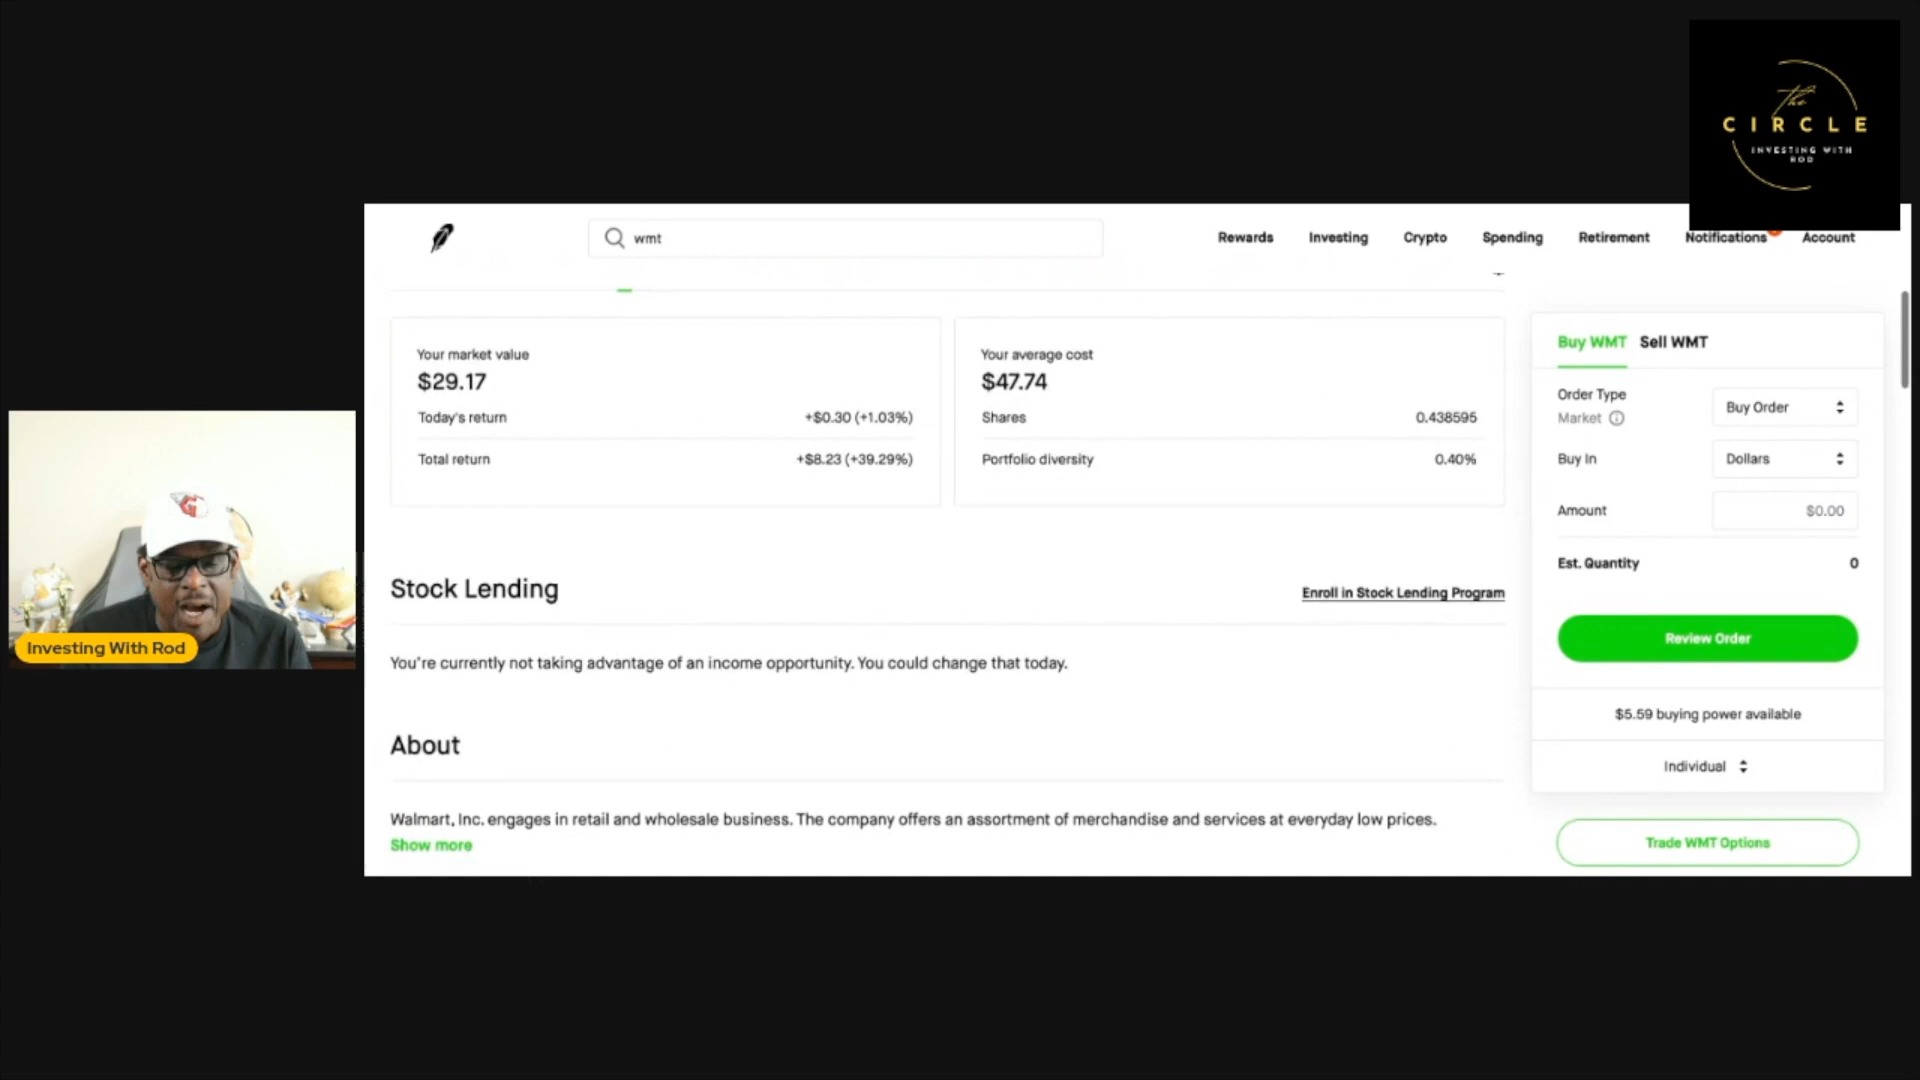 The
CIRCLE
INVESTING WITH
ROD
wmt
Rewards
Investing
Crypto
Spending
Retirement
Notifications
Account
Your market value
$29.17
Today's return
+$0.30 (+1.03%)
Total return
+$8.23 (+39.29%)
Your average cost
$47.74
Shares
0.438595
Portfolio diversity
0.40%
Buy WMT
Sell WMT
Order Type
Market
Buy Order
Buy In
Dollars
Amount
$0.00
Est. Quantity
0
Review Order
$5.59 buying power available
Individual
Trade WMT Options
Stock Lending
Enroll in Stock Lending Program
You're currently not taking advantage of an income opportunity. You could change that today.
About
Walmart, Inc. engages in retail and wholesale business. The company offers an assortment of merchandise and services at everyday low prices.
Show more
Investing With Rod